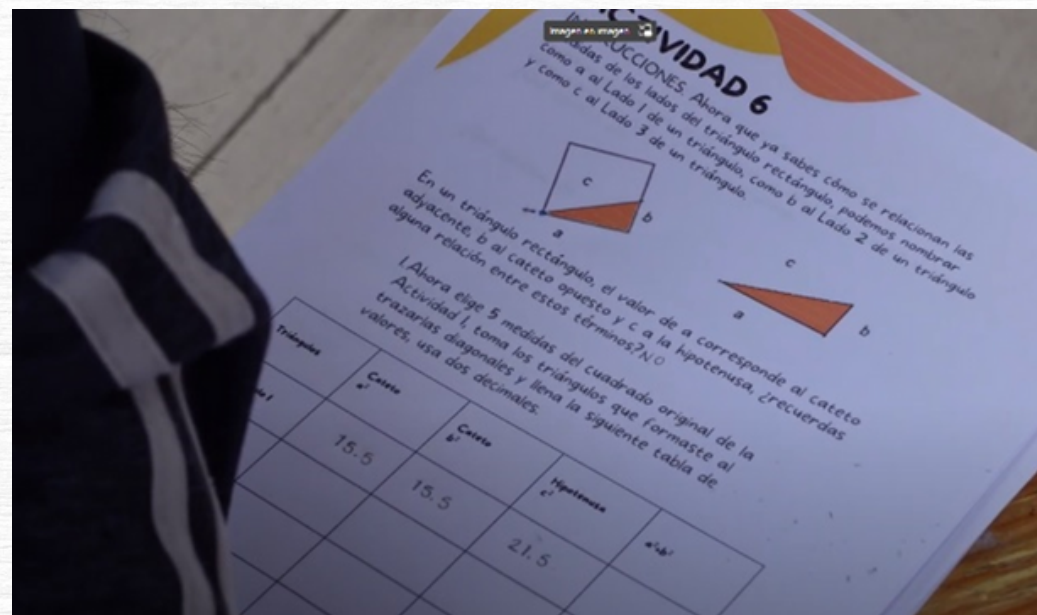 Imagen en imagen
ACTIVIDAD 6
INSTRUCCIONES. Ahora que ya sabes cómo se relacionan las
medidas de los lados del triángulo rectángulo, podemos nombrar
como a al Lado 1 de un triángulo, como b al Lado 2 de un triángulo
y como c al Lado 3 de un triángulo.
c
b
a
c
a
b
En un triángulo rectángulo, el valor de a corresponde al cateto
adyacente, b al cateto opuesto y c a la hipotenusa, ¿recuerdas
alguna relación entre estos términos? NO
1. Ahora elige 5 medidas del cuadrado original de la
Actividad 1, toma los triángulos que formaste al
trazarlas diagonales y llena la siguiente tabla de
valores, usa dos decimales.
Triángulos
Cateto a²
Cateto b²
Hipotenusa c²
a²+b²
15.5
15.5
21.5